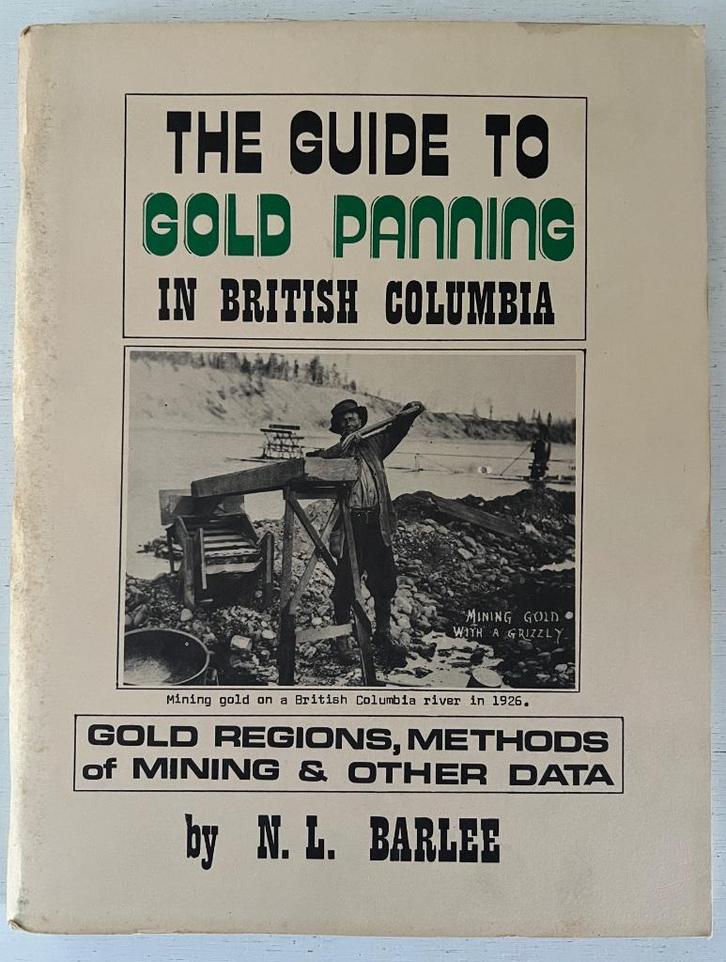 THE GUIDE TO
GOLD PANNING
IN BRITISH COLUMBIA
MINING GOLD
WITH A GRIZZLY.
Mining gold on a British Columbia river in 1926.
GOLD REGIONS, METHODS
of MINING & OTHER DATA
by N. L. BARLEE